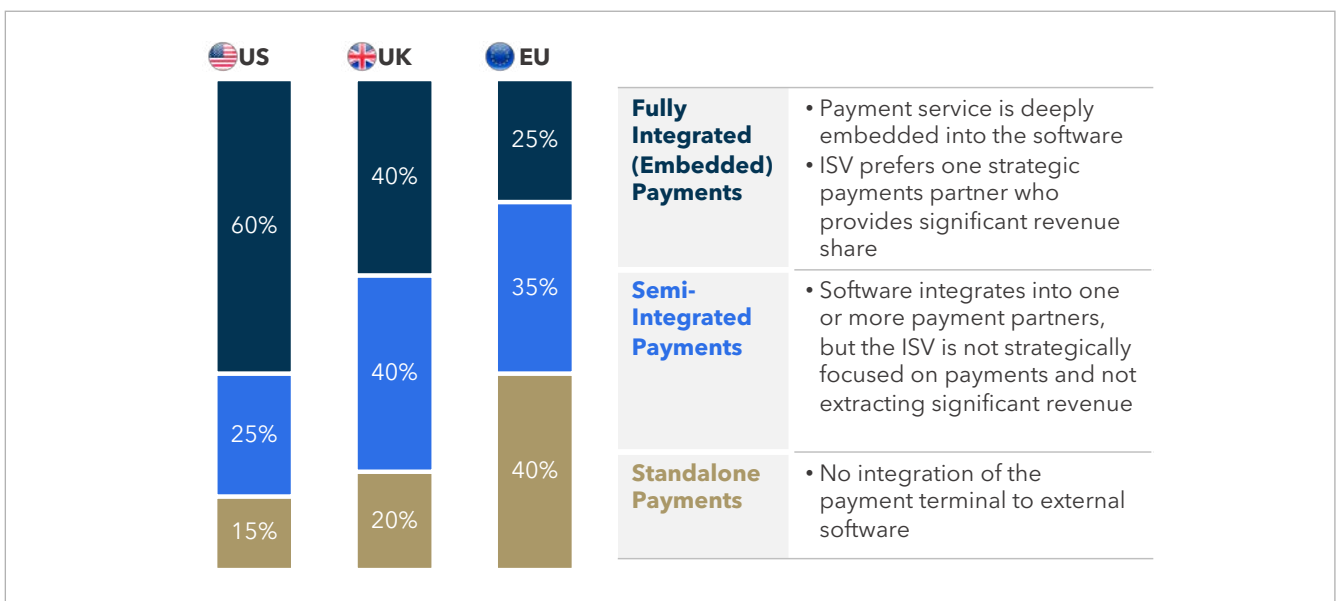 US
UK
EU
60%
25%
15%
40%
40%
20%
25%
35%
40%
Fully
Integrated
(Embedded)
Payments
• Payment service is deeply
embedded into the software
• ISV prefers one strategic
payments partner who
provides significant revenue
share
Semi-
Integrated
Payments
• Software integrates into one
or more payment partners,
but the ISV is not strategically
focused on payments and not
extracting significant revenue
Standalone
Payments
• No integration of the
payment terminal to external
software